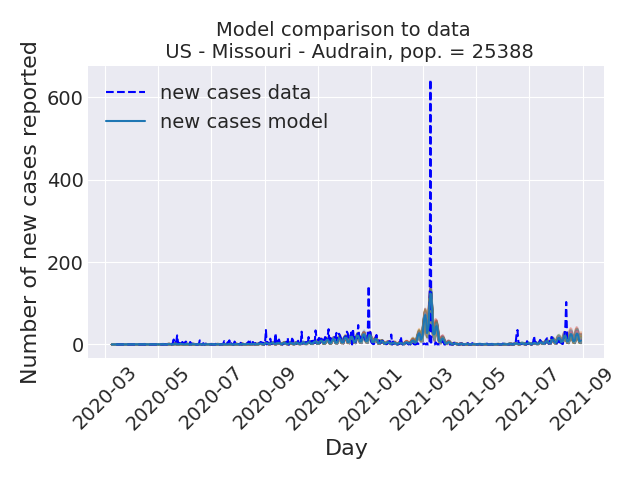 Model comparison to data
US - Missouri - Audrain, pop. = 25388
Number of new cases reported
600
400
200
0
new cases data
new cases model
2020-03
2020-05
2020-07
2020-09
2020-11
2021-01
2021-03
2021-05
2021-07
2021-09
Day